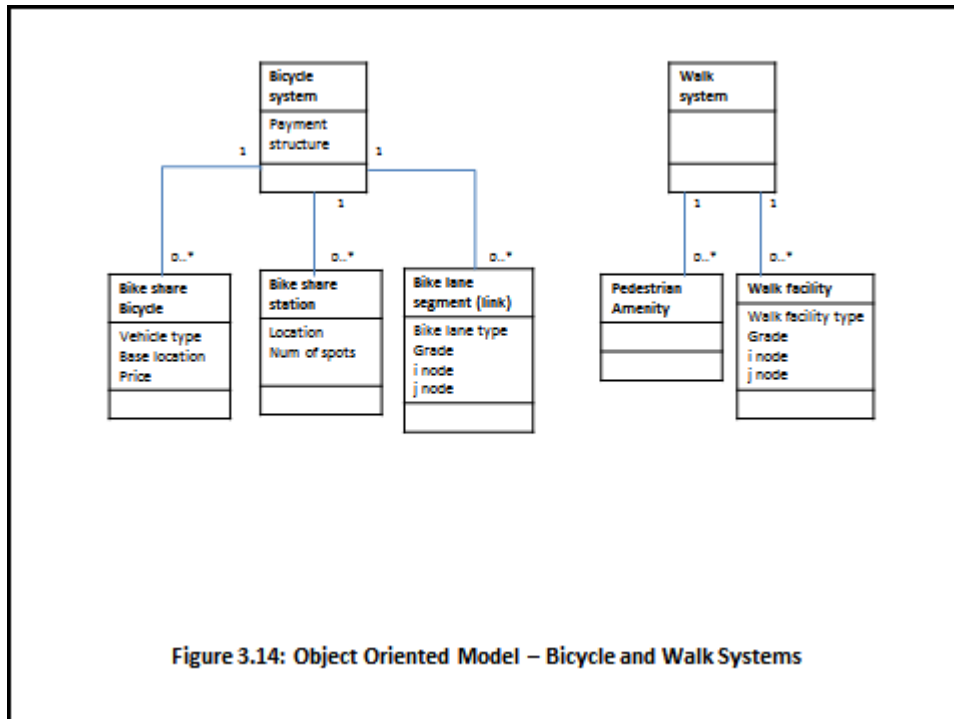 Bicycle
system
Payment
structure
Walk
system
1
1
1
1
1
0..*
0..*
0..*
0..*
0..*
Bike share
Bicycle
Vehicle type
Base location
Price
Bike share
station
Location
Num of spots
Bike lane
segment (link)
Bike lane type
Grade
i node
j node
Pedestrian
Amenity
Walk facility
Walk facility type
Grade
i node
j node
Figure 3.14: Object Oriented Model – Bicycle and Walk Systems